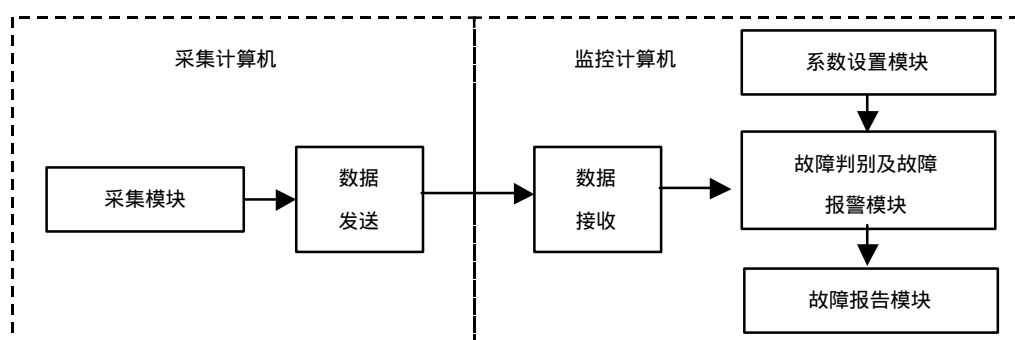 采集计算机
监控计算机
系数设置模块
采集模块
数据
发送
数据
接收
故障判别及故障
报警模块
故障报告模块